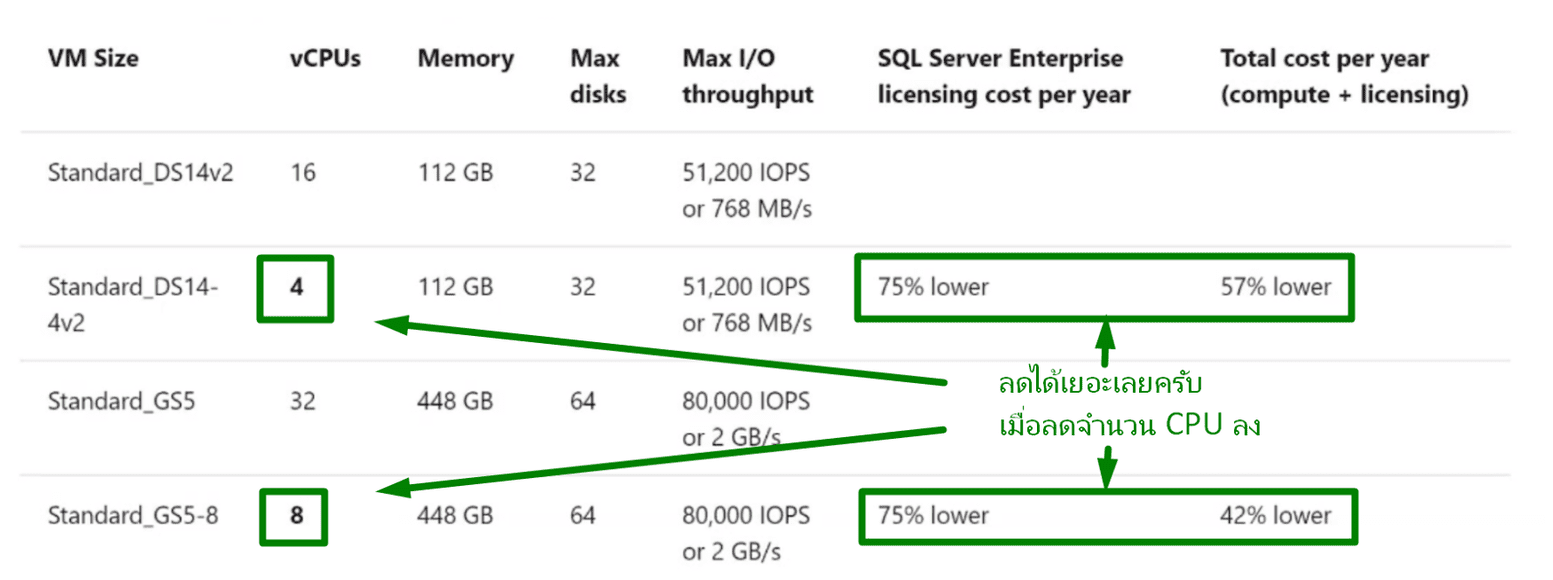 VM Size vCPUs Memory Max disks Max I/O throughput SQL Server Enterprise licensing cost per year Total cost per year (compute + licensing)
Standard_DS14v2 16 112 GB 32 51,200 IOPS or 768 MB/s
Standard_DS14-4v2 4 112 GB 32 51,200 IOPS or 768 MB/s 75% lower 57% lower
Standard_GS5 32 448 GB 64 80,000 IOPS or 2 GB/s
ลดได้เยอะเลยครับ
เมื่อลดจำนวน CPU ลง
Standard_GS5-8 8 448 GB 64 80,000 IOPS or 2 GB/s 75% lower 42% lower